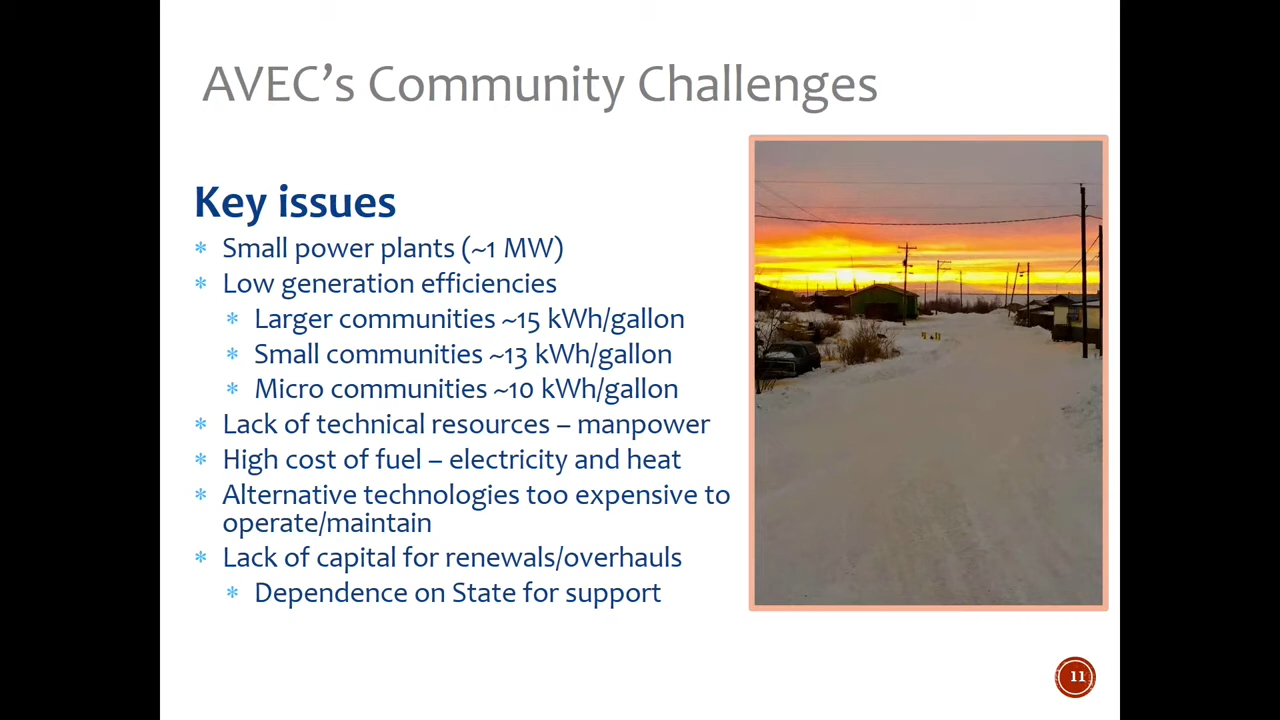 AVEC’s Community Challenges
Key issues
* Small power plants (~1 MW)
* Low generation efficiencies
* Larger communities ~15 kWh/gallon
* Small communities ~13 kWh/gallon
* Micro communities ~10 kWh/gallon
* Lack of technical resources – manpower
* High cost of fuel – electricity and heat
* Alternative technologies too expensive to
operate/maintain
* Lack of capital for renewals/overhauls
* Dependence on State for support
11